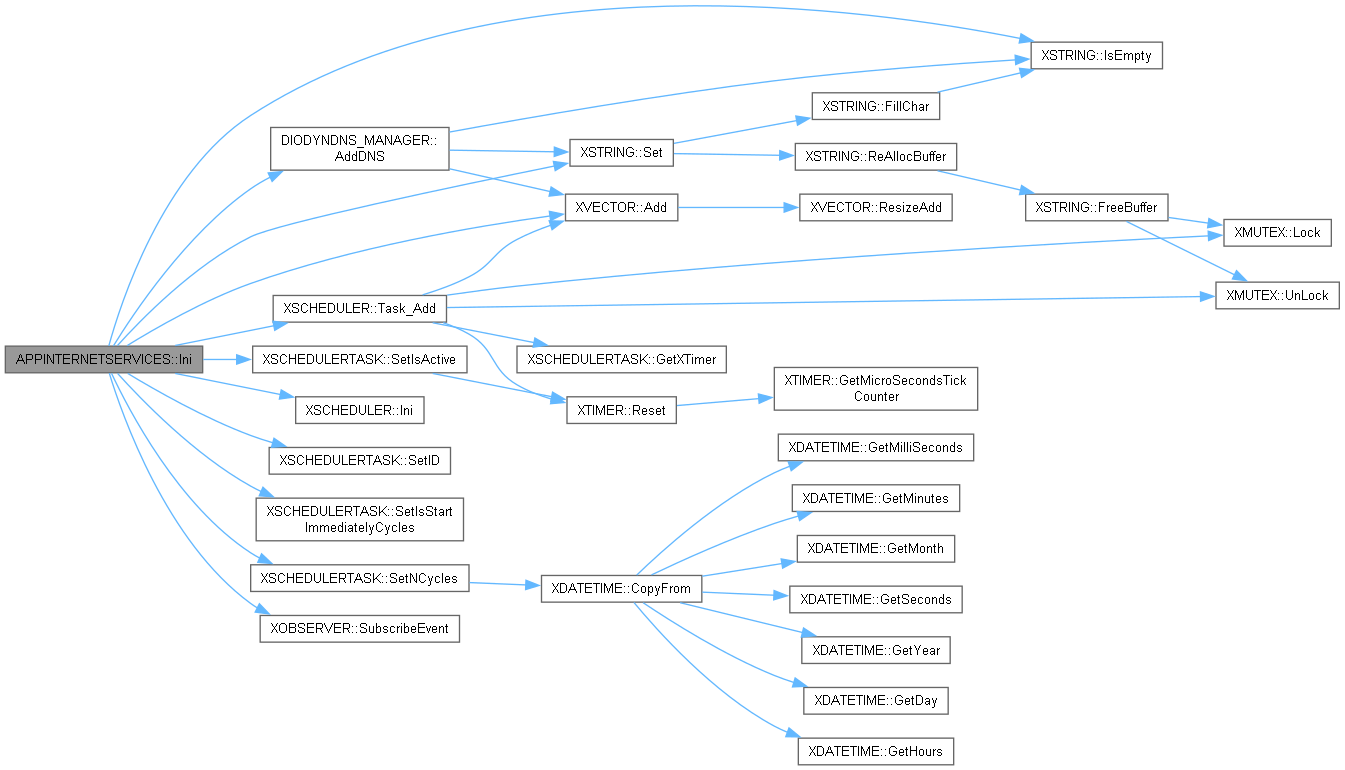 APPINTERNETSERVICES::Ini
DIODYNDNS_MANAGER::
AddDNS
XSCHEDULER::Task_Add
XSCHEDULERTASK::SetIsActive
XSCHEDULER::Ini
XSCHEDULERTASK::SetID
XSCHEDULERTASK::SetIsStart
ImmediatelyCycles
XSCHEDULERTASK::SetNCycles
XOBSERVER::SubscribeEvent
XSTRING::Set
XVECTOR::Add
XSCHEDULERTASK::GetXTimer
XTIMER::Reset
XDATETIME::CopyFrom
XSTRING::FillChar
XSTRING::ReAllocBuffer
XVECTOR::ResizeAdd
XTIMER::GetMicroSecondsTick
Counter
XDATETIME::GetMilliSeconds
XDATETIME::GetMinutes
XDATETIME::GetMonth
XDATETIME::GetSeconds
XDATETIME::GetYear
XDATETIME::GetDay
XDATETIME::GetHours
XSTRING::IsEmpty
XSTRING::FreeBuffer
XMUTEX::Lock
XMUTEX::UnLock